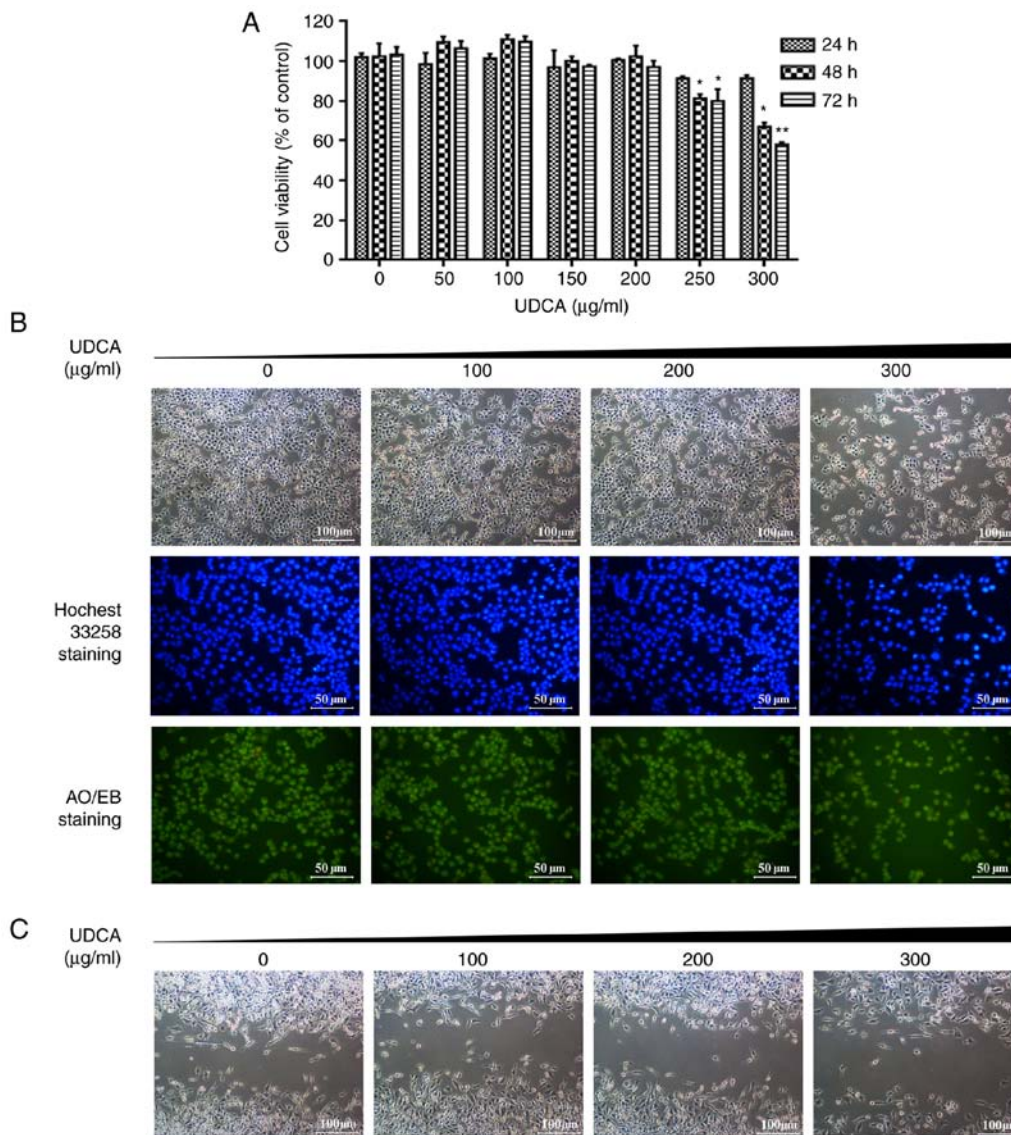 A
Cell viability (% of control)
120
100
80
60
40
20
0
24 h
48 h
72 h
* *
*
**
0 50 100 150 200 250 300
UDCA (μg/ml)
B
UDCA
(μg/ml)
0 100 200 300
100μm 100μm 100μm 100μm
Hochest
33258
staining
50 μm 50 μm 50 μm 50 μm
AO/EB
staining
50 μm 50 μm 50 μm 50 μm
C
UDCA
(μg/ml)
0 100 200 300
100μm 100μm 100μm 100μm